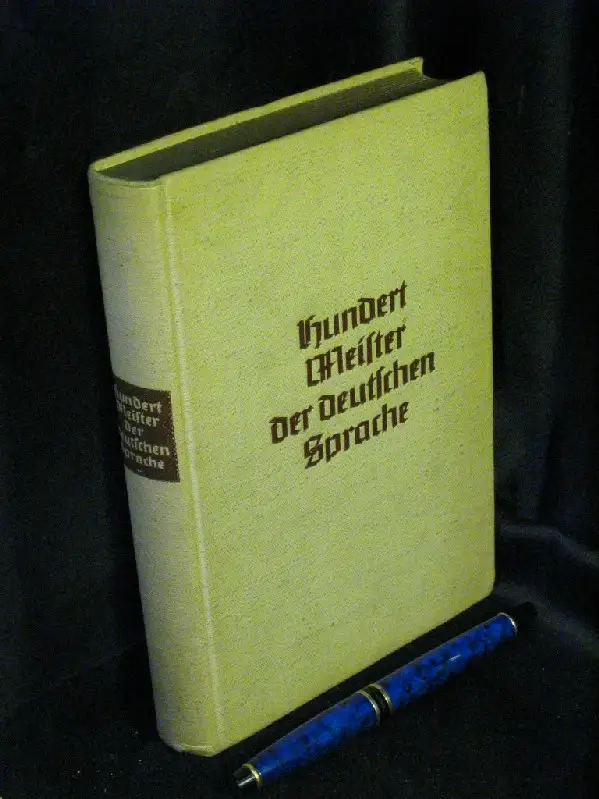 Hundert
Meiſter
der deutſchen
Sprache
Hundert
Meiſter
der
deutſchen
Sprache